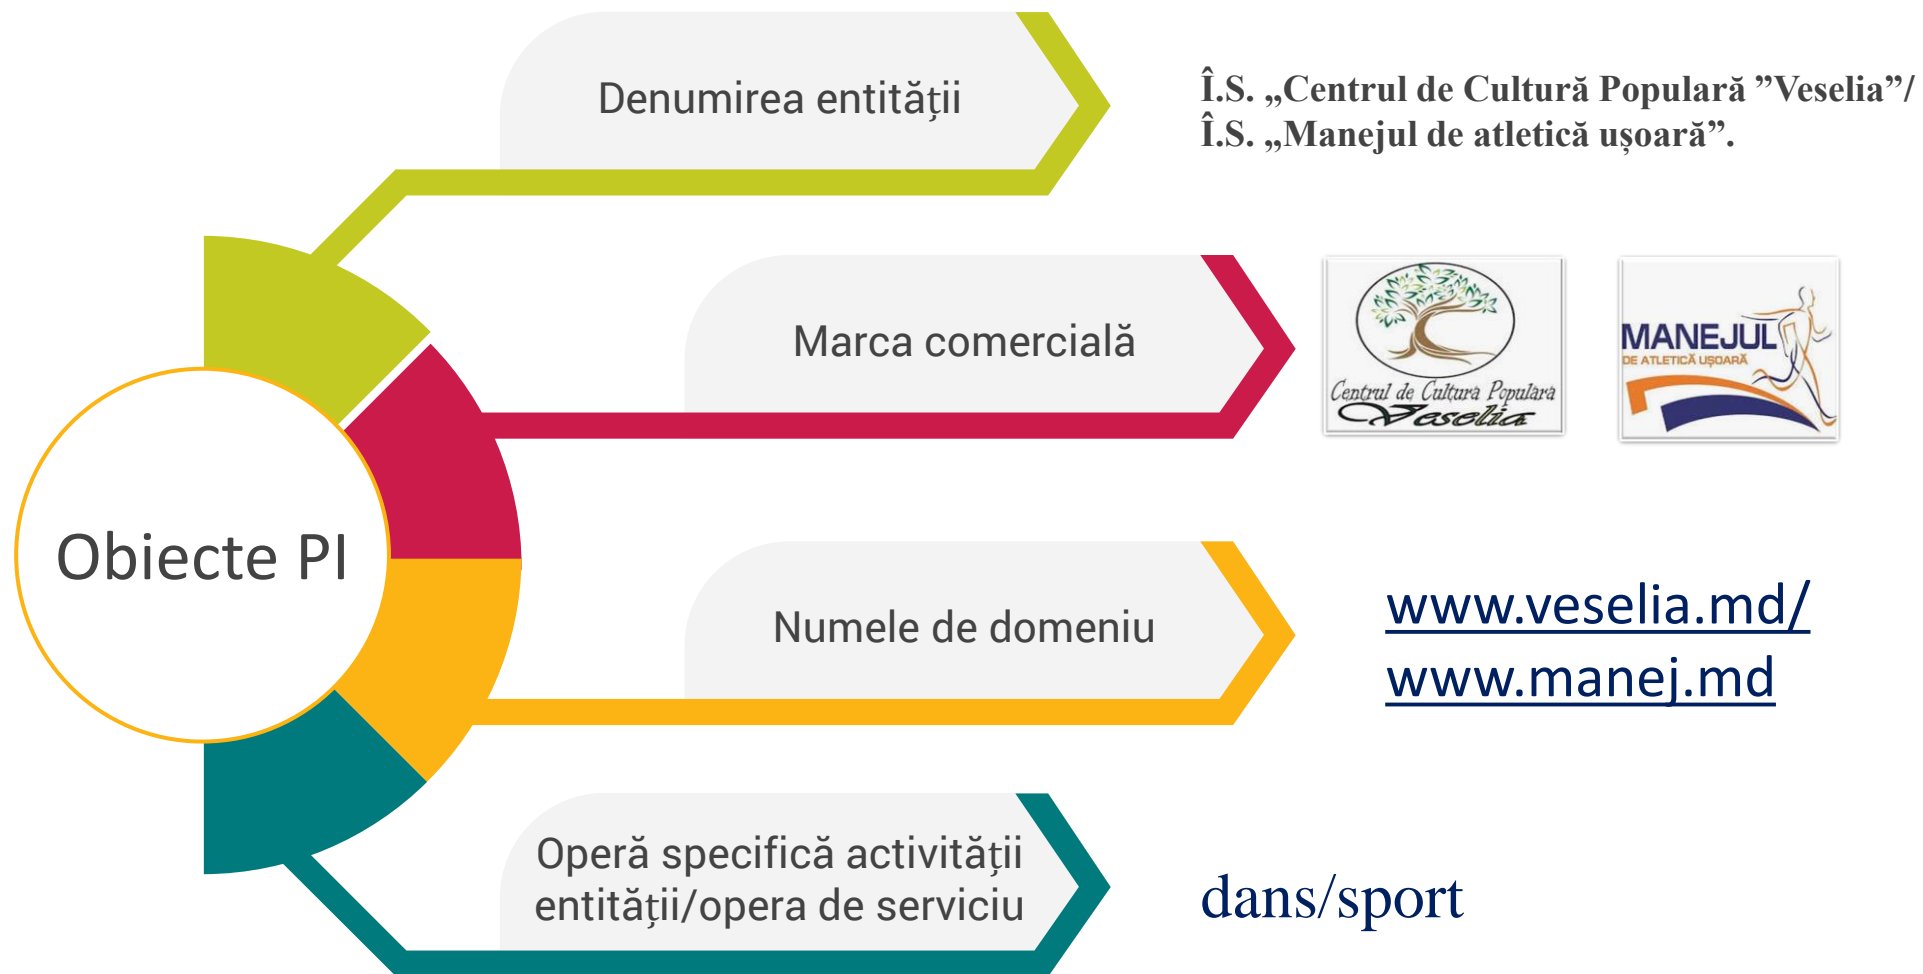 Denumirea entității
Î.S. „Centrul de Cultură Populară ”Veselia”/
Î.S. „Manejul de atletică ușoară”.
Marca comercială
Centrul de Cultura Populara
Veselia
MANEJUL
DE ATLETICĂ UȘOARĂ
Obiecte PI
Numele de domeniu
www.veselia.md/
www.manej.md
Operă specifică activității
entității/opera de serviciu
dans/sport